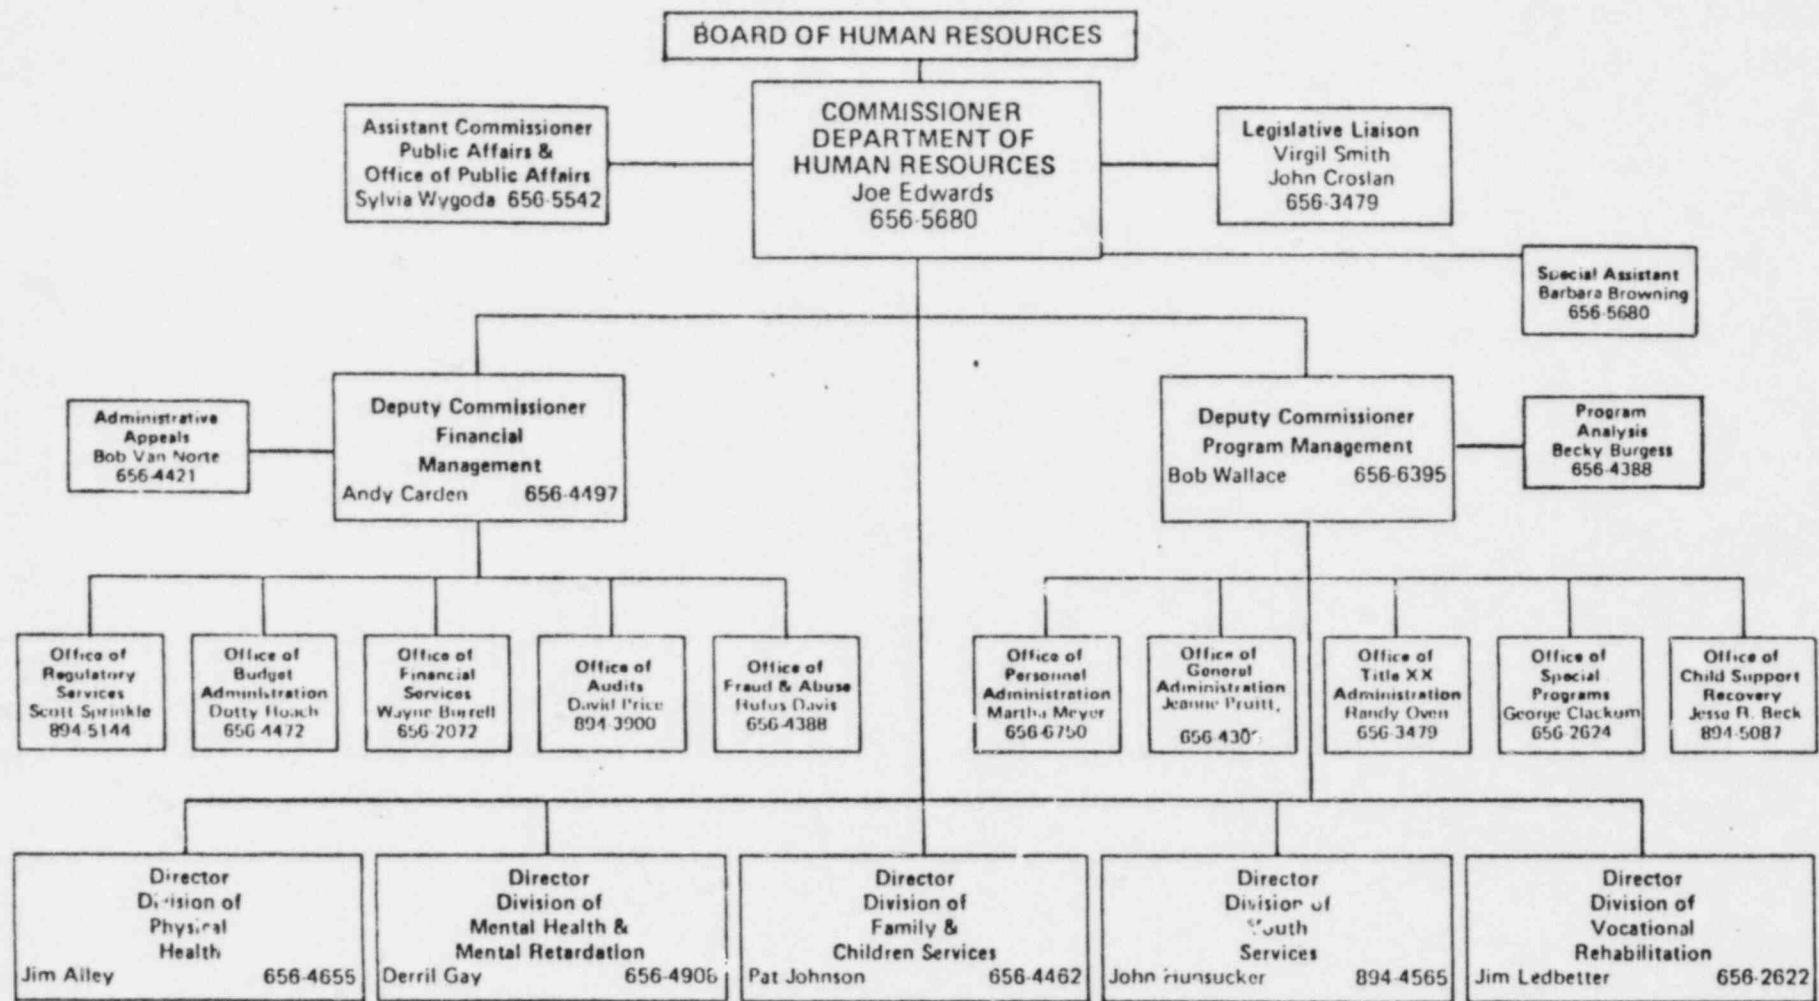 BOARD OF HUMAN RESOURCES
COMMISSIONER
DEPARTMENT OF
HUMAN RESOURCES
Joe Edwards
656-5680
Assistant Commissioner
Public Affairs &
Office of Public Affairs
Sylvia Wygoda 656-5542
Legislative Liaison
Virgil Smith
John Croslan
656-3479
Special Assistant
Barbara Browning
656-5680
Administrative
Appeals
Bob Van Norte
656-4421
Deputy Commissioner
Financial
Management
Andy Carden 656-4497
Deputy Commissioner
Program Management
Bob Wallace 656-6395
Program
Analysis
Becky Burgess
656-4388
Office of
Regulatory
Services
Scott Sprinkle
894-5144
Office of
Budget
Administration
Dotty Roach
656-4472
Office of
Financial
Services
Wayne Burrell
656-2072
Office of
Audits
David Price
894-3900
Office of
Fraud & Abuse
Rufus Davis
656-4388
Office of
Personnel
Administration
Martha Meyer
656-6750
Office of
General
Administration
Jeanne Pruitt,
Office of
Title XX
Administration
Randy Oven
656-3479
Office of
Special
Programs
George Clackum
656-2624
Office of
Child Support
Recovery
Jesse R. Beck
894-5087
Director
Division of
Physical
Health
Jim Alley 656-4655
Director
Division of
Mental Health &
Mental Retardation
Derril Gay 656-4908
Director
Division of
Family &
Children Services
Pat Johnson 656-4462
Director
Division of
Youth
Services
John Hunsucker 894-4565
Director
Division of
Vocational
Rehabilitation
Jim Ledbetter 656-2622